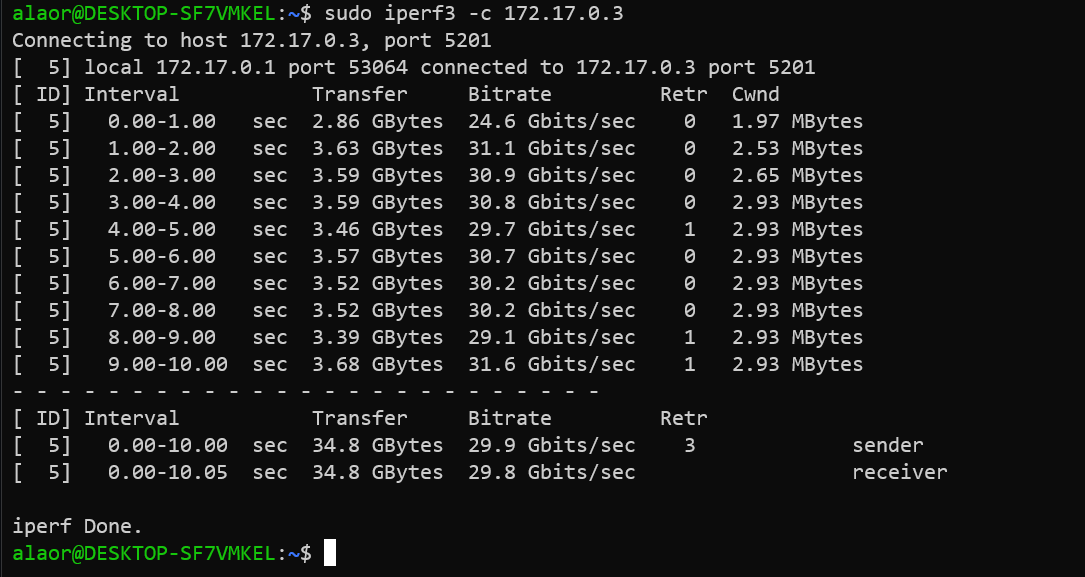 alaor@DESKTOP-SF7VMKEL:~$ sudo iperf3 -c 172.17.0.3
Connecting to host 172.17.0.3, port 5201
[  5] local 172.17.0.1 port 53064 connected to 172.17.0.3 port 5201
[ ID] Interval           Transfer     Bitrate         Retr  Cwnd
[  5]   0.00-1.00   sec  2.86 GBytes  24.6 Gbits/sec    0   1.97 MBytes
[  5]   1.00-2.00   sec  3.63 GBytes  31.1 Gbits/sec    0   2.53 MBytes
[  5]   2.00-3.00   sec  3.59 GBytes  30.9 Gbits/sec    0   2.65 MBytes
[  5]   3.00-4.00   sec  3.59 GBytes  30.8 Gbits/sec    0   2.93 MBytes
[  5]   4.00-5.00   sec  3.46 GBytes  29.7 Gbits/sec    1   2.93 MBytes
[  5]   5.00-6.00   sec  3.57 GBytes  30.7 Gbits/sec    0   2.93 MBytes
[  5]   6.00-7.00   sec  3.52 GBytes  30.2 Gbits/sec    0   2.93 MBytes
[  5]   7.00-8.00   sec  3.52 GBytes  30.2 Gbits/sec    0   2.93 MBytes
[  5]   8.00-9.00   sec  3.39 GBytes  29.1 Gbits/sec    1   2.93 MBytes
[  5]   9.00-10.00  sec  3.68 GBytes  31.6 Gbits/sec    1   2.93 MBytes
- - - - - - - - - - - - - - - - - - - - - - - - -
[ ID] Interval           Transfer     Bitrate         Retr
[  5]   0.00-10.00  sec  34.8 GBytes  29.9 Gbits/sec    3             sender
[  5]   0.00-10.05  sec  34.8 GBytes  29.8 Gbits/sec                  receiver
iperf Done.
alaor@DESKTOP-SF7VMKEL:~$